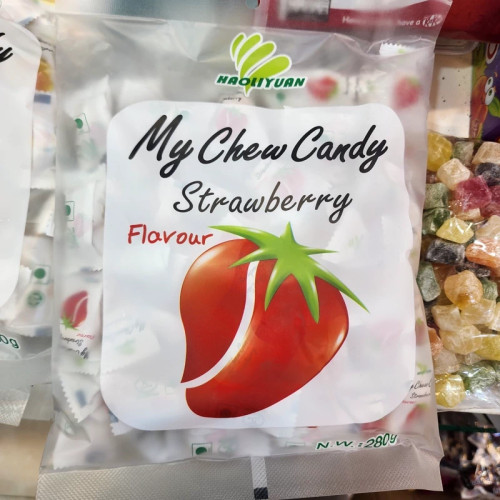 HAOLIYUAN
My Chew Candy
Strawberry
Flavour
N.W.:280g